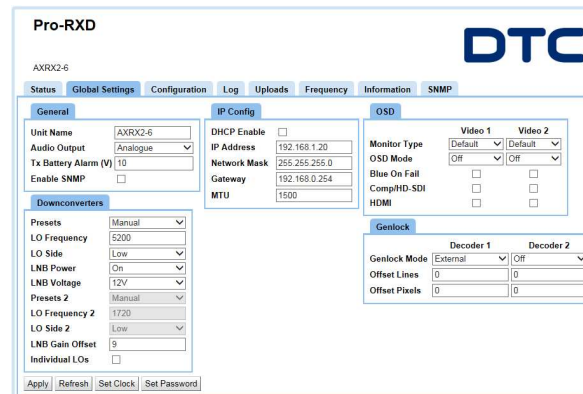 Pro-RXD
DTC
AXRX2-6
Status Global Settings Configuration Log Uploads Frequency Information SNMP
General
Unit Name AXRX2-6
Audio Output Analogue
Tx Battery Alarm (V) 10
Enable SNMP
Downconverters
Presets Manual
LO Frequency 5200
LO Side Low
LNB Power On
LNB Voltage 12V
Presets 2 Manual
LO Frequency 2 1720
LO Side 2 Low
LNB Gain Offset 9
Individual LOs
IP Config
DHCP Enable
IP Address 192.168.1.20
Network Mask 255.255.255.0
Gateway 192.168.0.254
MTU 1500
OSD
Video 1 Video 2
Monitor Type Default Default
OSD Mode Off Off
Blue On Fail
Comp/HD-SDI
HDMI
Genlock
Decoder 1 Decoder 2
Genlock Mode External Off
Offset Lines 0 0
Offset Pixels 0 0
Apply Refresh Set Clock Set Password